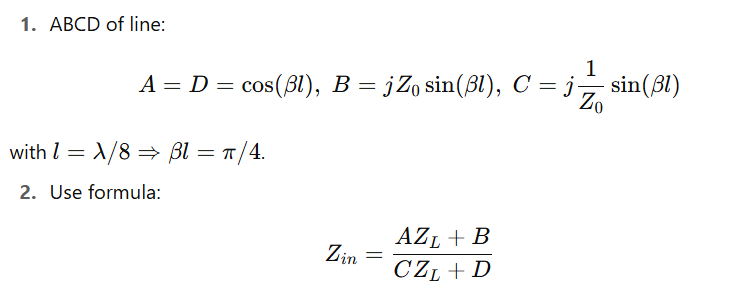 1. ABCD of line:
A = D = cos(βl), B = jZ₀ sin(βl), C = j 1/Z₀ sin(βl)
with l = λ/8 ⇒ βl = π/4.
2. Use formula:
Z_in = (AZ_L + B)/(CZ_L + D)